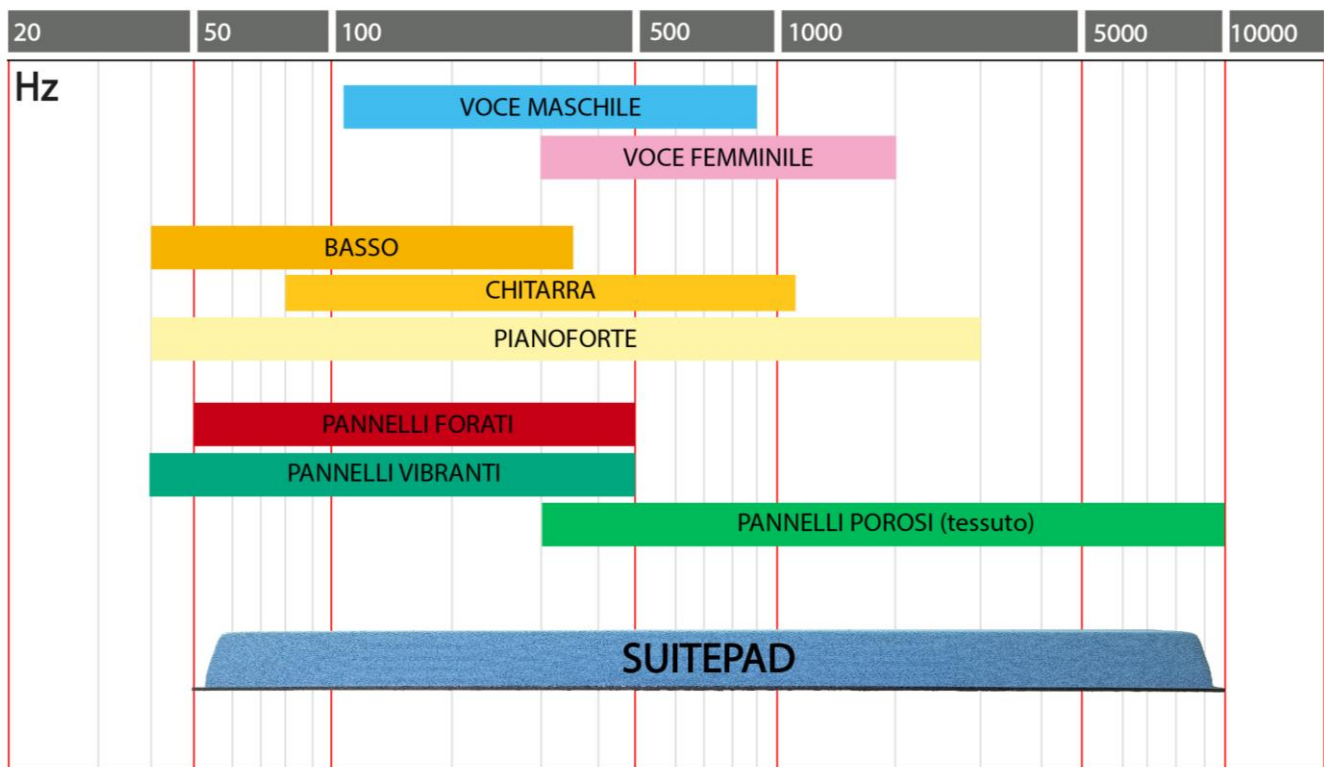 20 50 100 500 1000 5000 10000
Hz
VOCE MASCHILE
VOCE FEMMINILE
BASSO
CHITARRA
PIANOFORTE
PANNELLI FORATI
PANNELLI VIBRANTI
PANNELLI POROSI (tessuto)
SUITEPAD